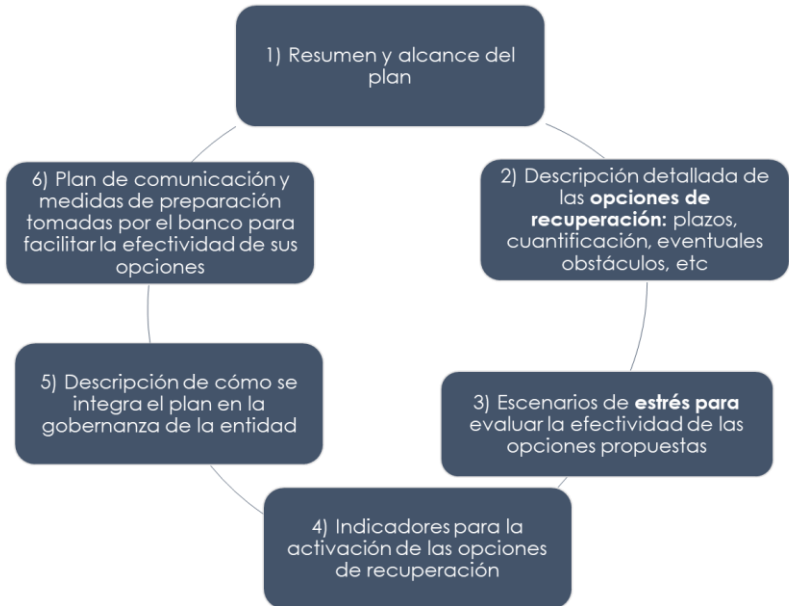 1) Resumen y alcance del
plan
2) Descripción detallada de
las opciones de
recuperación: plazos,
cuantificación, eventuales
obstáculos, etc
3) Escenarios de estrés para
evaluar la efectividad de las
opciones propuestas
4) Indicadores para la
activación de las opciones
de recuperación
5) Descripción de cómo se
integra el plan en la
gobernanza de la entidad
6) Plan de comunicación y
medidas de preparación
tomadas por el banco para
facilitar la efectividad de sus
opciones